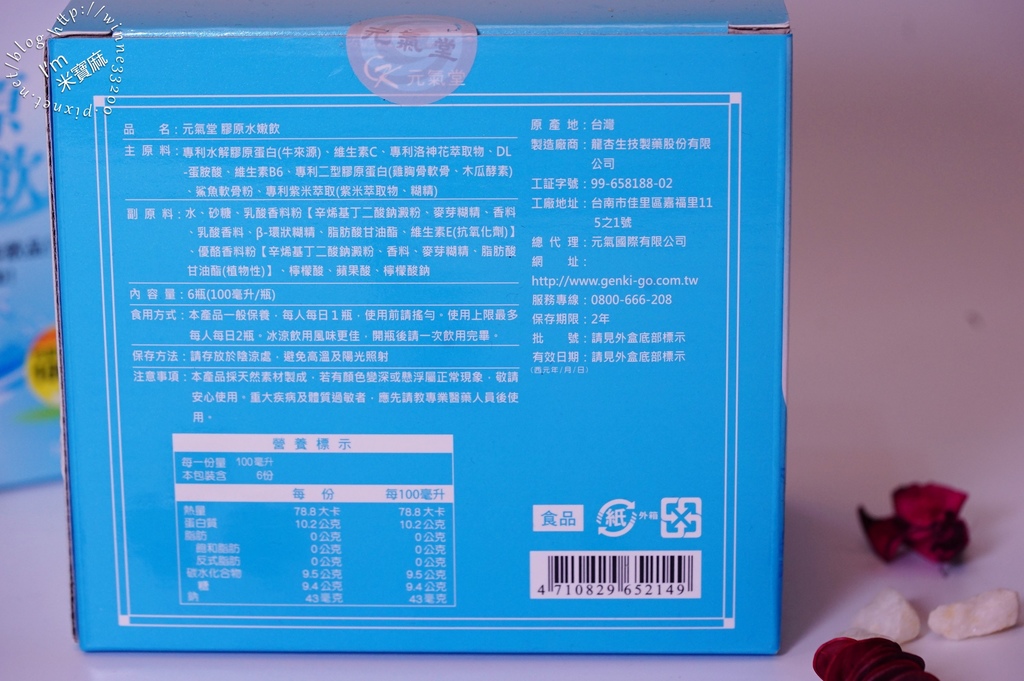 http://winne33200.pixnet.net/blog
I'm
米寶麻
元氣堂
GK 元氣堂
品　名：元氣堂 膠原水嫩飲
主 原 料：專利水解膠原蛋白(牛來源)、維生素C、專利洛神花萃取物、DL
-蛋胺酸、維生素B6、專利二型膠原蛋白(雞胸骨軟骨、木瓜酵素)
、鯊魚軟骨粉、專利紫米萃取(紫米萃取物、糊精)
副 原 料：水、砂糖、乳酸香料粉【辛烯基丁二酸鈉澱粉、麥芽糊精、香料
、乳酸香料、β-環狀糊精、脂肪酸甘油酯、維生素E(抗氧化劑)】
、優酪香料粉【辛烯基丁二酸鈉澱粉、香料、麥芽糊精、脂肪酸
甘油酯(植物性)】、檸檬酸、蘋果酸、檸檬酸鈉
內 容 量：6瓶(100毫升/瓶)
食用方式：本產品一般保養，每人每日1瓶，使用前請搖勻。使用上限最多
每人每日2瓶。冰涼飲用風味更佳，開瓶後請一次飲用完畢。
保存方法：請存放於陰涼處，避免高溫及陽光照射
注意事項：本產品採天然素材製成，若有顏色變深或懸浮屬正常現象，敬請
安心使用。重大疾病及體質過敏者，應先請教專業醫藥人員後使
用。
營 養 標 示
每一份量 100毫升
本包裝含 6份
每 份 每100毫升
熱量 78.8大卡 78.8大卡
蛋白質 10.2公克 10.2公克
脂肪 0公克 0公克
飽和脂肪 0公克 0公克
反式脂肪 0公克 0公克
碳水化合物 9.5公克 9.5公克
糖 9.4公克 9.4公克
鈉 43毫克 43毫克
原 產 地：台灣
製造廠商：龍杏生技製藥股份有限
公司
工証字號：99-658188-02
工廠地址：台南市佳里區嘉福里11
5之1號
總 代 理：元氣國際有限公司
網　址：
http://www.genki-go.com.tw
服務專線：0800-666-208
保存期限：2年
批　號：請見外盒底部標示
有效日期：請見外盒底部標示
(西元年/月/日)
食品 紙 外箱
4 710829 652149